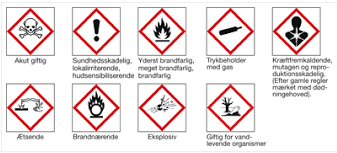 Akut giftig
Sundhedsskadelig,
lokalirriterende,
hudsensibiliserende
Yderst brandfarlig,
meget brandfarlig,
brandfarlig
Trykbeholder
med gas
Kræftfremkaldende,
mutagen og repro-
duktionsskadelig.
(Efter gamle regler
mærket med død-
ningehoved).
Ætsende
Brandnærende
Eksplosiv
Giftig for vand-
levende organismer